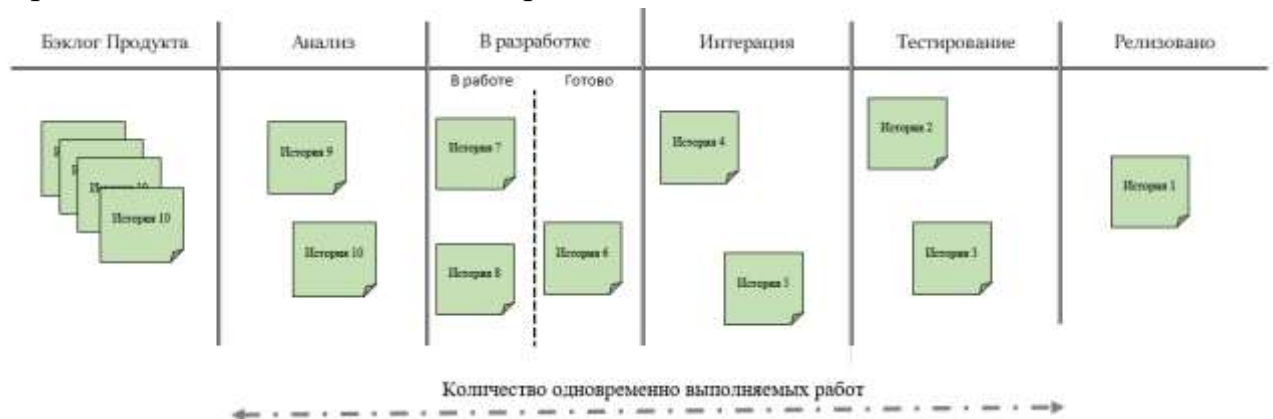 Бэклог Продукта
Анализ
В разработке
Интерация
Тестирование
Релизовано
В работе
Готово
История 9
История 7
История 4
История 2
История 1
История 10
История 10
История 8
История 6
История 5
История 3
Количество одновременно выполняемых работ